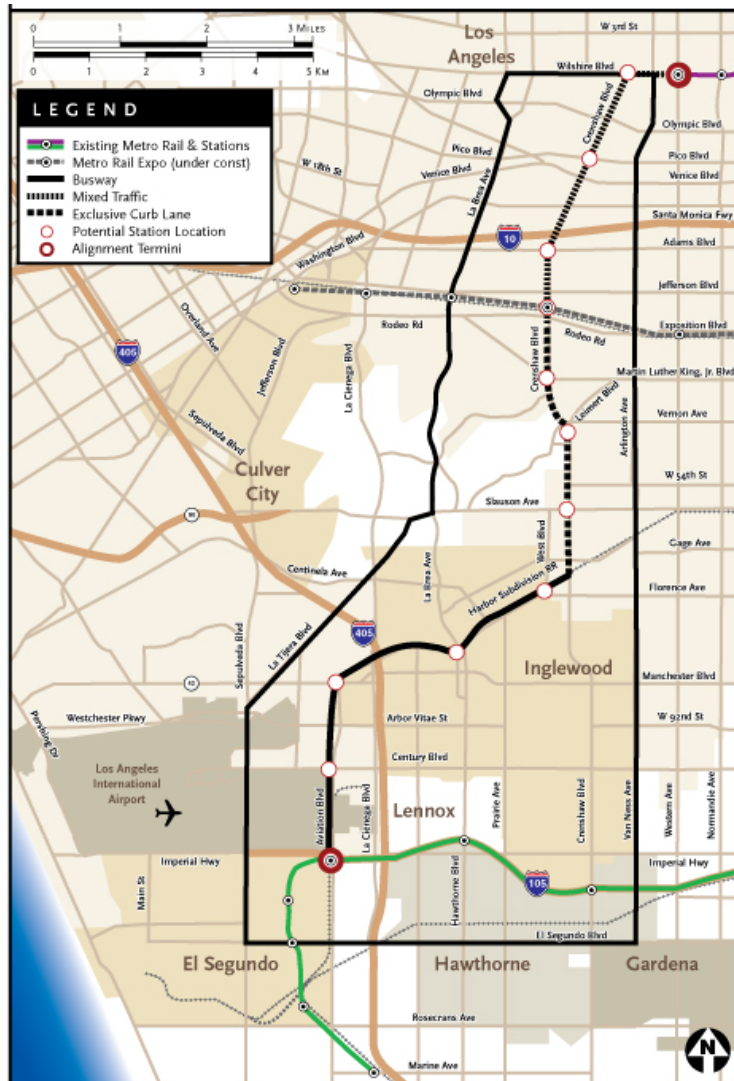 0 1 2 3 MILES
0 1 2 3 4 5 KM
LEGEND
Existing Metro Rail & Stations
Metro Rail Expo (under const)
Busway
Mixed Traffic
Exclusive Curb Lane
Potential Station Location
Alignment Termini
Los
Angeles
W 3rd St
Wilshire Blvd
Olympic Blvd
Crenshaw Blvd
Olympic Blvd
Pico Blvd
Pico Blvd
Venice Blvd
Venice Blvd
W 18th St
La Brea Ave
Santa Monica Fwy
Washington Blvd
10
Adams Blvd
Jefferson Blvd
Overland Ave
Rodeo Rd
Exposition Blvd
Rodeo Rd
405
Jefferson Blvd
La Cienega Blvd
Crenshaw Blvd
Martin Luther King, Jr. Blvd
Leimert Blvd
Arlington Ave
Vernon Ave
Sepulveda Blvd
Culver
City
W 54th St
Slauson Ave
90
West Blvd
Gage Ave
Centinela Ave
La Brea Ave
Harbor Subdivision RR
Florence Ave
Sepulveda Blvd
La Tijera Blvd
405
Inglewood
42
Manchester Blvd
Pershing Dr
Westchester Pkwy
Arbor Vitae St
W 92nd St
Los Angeles
International
Airport
Century Blvd
Aviation Blvd
La Cienega Blvd
Lennox
Prairie Ave
Crenshaw Blvd
Van Ness Ave
Western Ave
Normandie Ave
Imperial Hwy
Imperial Hwy
Main St
Hawthorne Blvd
105
El Segundo Blvd
El Segundo
Hawthorne
Gardena
Rosecrans Ave
Marine Ave
N